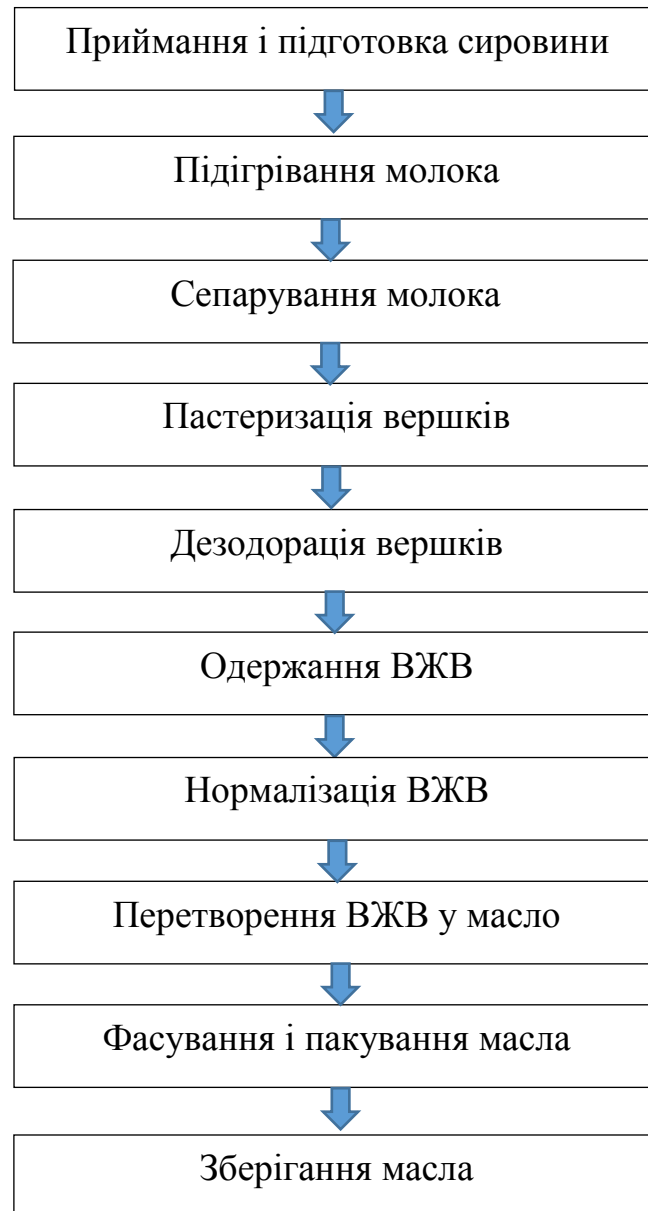 Приймання і підготовка сировини
Підігрівання молока
Сепарування молока
Пастеризація вершків
Дезодорація вершків
Одержання ВЖВ
Нормалізація ВЖВ
Перетворення ВЖВ у масло
Фасування і пакування масла
Зберігання масла